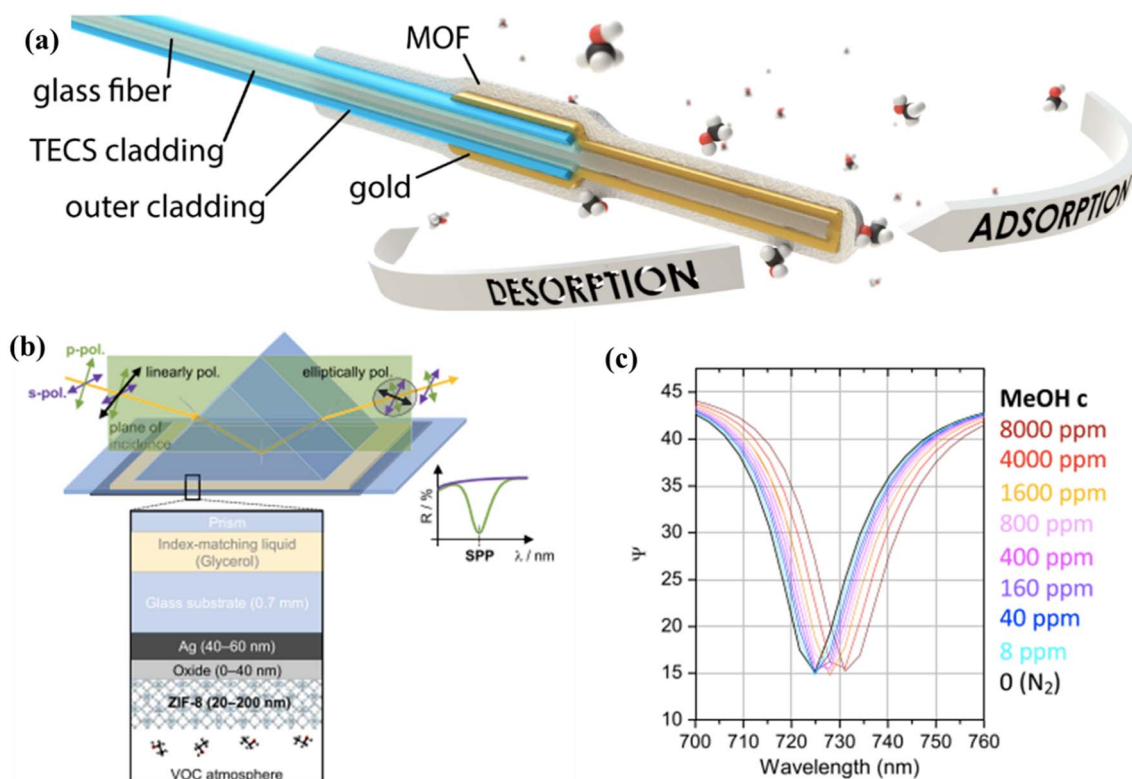 (a)
MOF
glass fiber
TECS cladding
outer cladding
gold
ADSORPTION
DESORPTION
(b)
p-pol.
s-pol.
linearly pol.
elliptically pol.
plane of
incidence
R / %
SPP
λ / nm
Prism
Index-matching liquid
(Glycerol)
Glass substrate (0.7 mm)
Ag (40–60 nm)
Oxide (0–40 nm)
ZIF-8 (20–200 nm)
VOC atmosphere
(c)
45
40
35
30
25
20
15
10
Ψ
700 710 720 730 740 750 760
Wavelength (nm)
MeOH c
8000 ppm
4000 ppm
1600 ppm
800 ppm
400 ppm
160 ppm
40 ppm
8 ppm
0 (N₂)